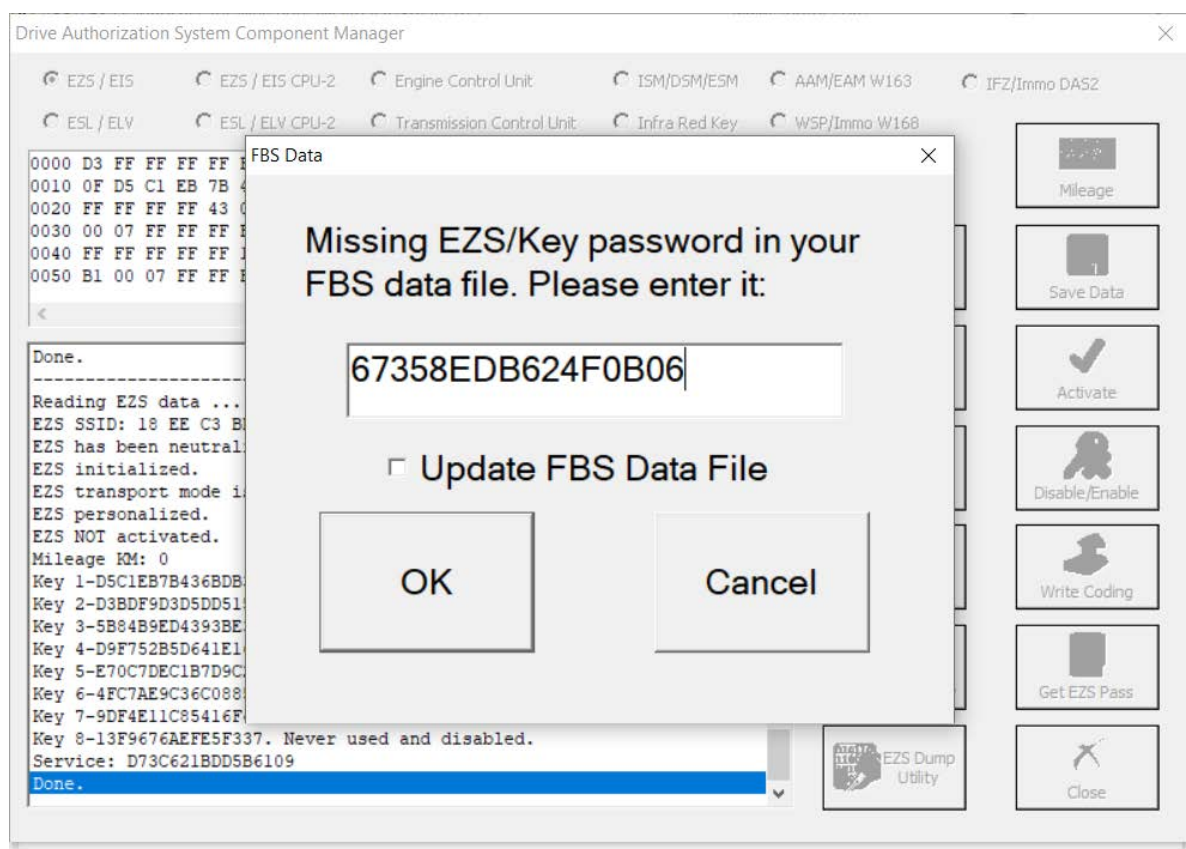 Drive Authorization System Component Manager
EZS / EIS
EZS / EIS CPU-2
Engine Control Unit
ISM/DSM/ESM
AAM/EAM W163
IFZ/Immo DAS2
ESL / ELV
ESL / ELV CPU-2
Transmission Control Unit
Infra Red Key
WSP/Immo W168
0000 D3 FF FF FF FF
0010 0F D5 C1 EB 7B
0020 FF FF FF FF 43
0030 00 07 FF FF FF
0040 FF FF FF FF FF
0050 B1 00 07 FF FF
FBS Data
Missing EZS/Key password in your
FBS data file. Please enter it:
67358EDB624F0B06
Update FBS Data File
OK
Cancel
Done.
Reading EZS data ...
EZS SSID: 18 EE C3
EZS has been neutral
EZS initialized.
EZS transport mode
EZS personalized.
EZS NOT activated.
Mileage KM: 0
Key 1-D5C1EB7B436BDB
Key 2-D3BDF9D3D5DD51
Key 3-5B84B9ED4393BE
Key 4-D9F752B5D641E1
Key 5-E70C7DEC1B7D9C
Key 6-4FC7AE9C36C088
Key 7-9DF4E11C85416F
Key 8-13F9676AEFE5F337. Never used and disabled.
Service: D73C621BDD5B6109
Done.
Mileage
Save Data
Activate
Disable/Enable
Write Coding
Get EZS Pass
EZS Dump
Utility
Close